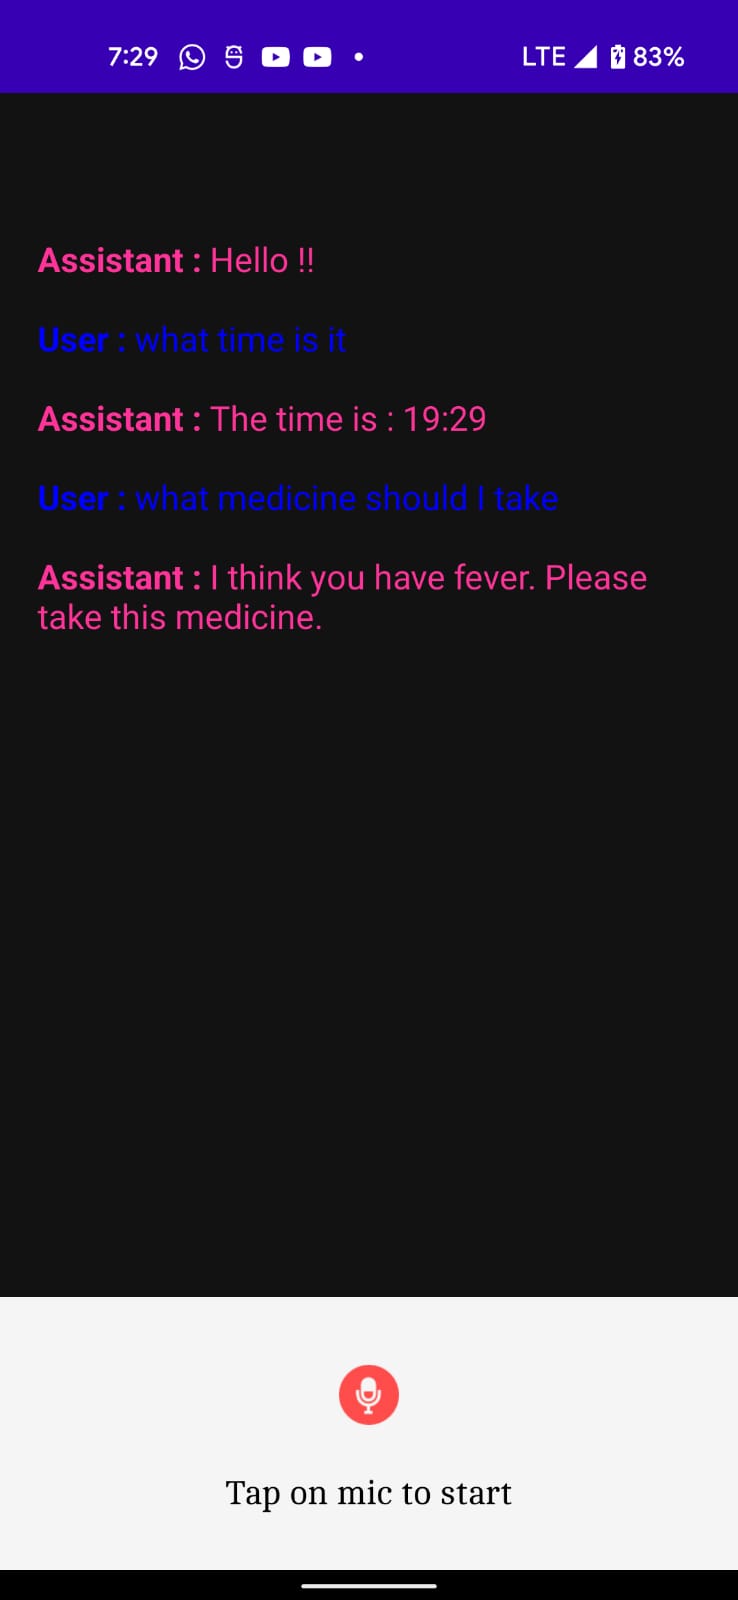 7:29 LTE 83%
Assistant : Hello !!
User : what time is it
Assistant : The time is : 19:29
User : what medicine should I take
Assistant : I think you have fever. Please
take this medicine.
Tap on mic to start